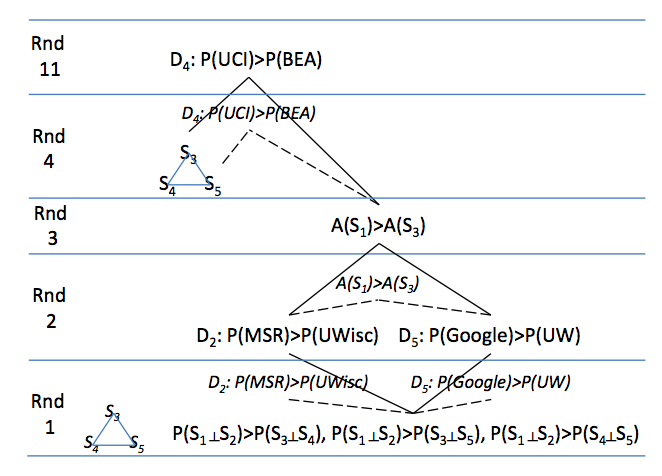 Rnd
11
D₄: P(UCI)>P(BEA)
D₄: P(UCI)>P(BEA)
Rnd
4
S₃
S₄ S₅
Rnd
3
A(S₁)>A(S₃)
A(S₁)>A(S₃)
Rnd
2
D₂: P(MSR)>P(UWisc) D₅: P(Google)>P(UW)
D₂: P(MSR)>P(UWisc) D₅: P(Google)>P(UW)
Rnd
1
S₃
S₄ S₅
P(S₁⊥S₂)>P(S₃⊥S₄), P(S₁⊥S₂)>P(S₃⊥S₅), P(S₁⊥S₂)>P(S₄⊥S₅)